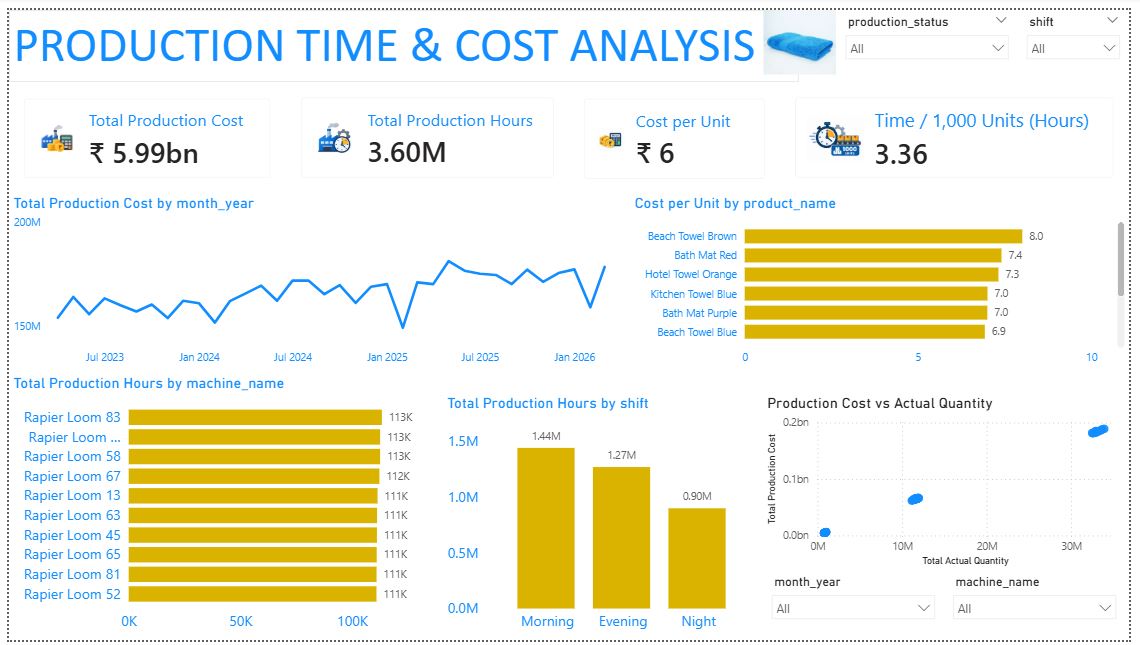 PRODUCTION TIME & COST ANALYSIS
production_status
shift
All
All
Total Production Cost
₹ 5.99bn
Total Production Hours
3.60M
Cost per Unit
₹ 6
Time / 1,000 Units (Hours)
3.36
Total Production Cost by month_year
200M
150M
Jul 2023
Jan 2024
Jul 2024
Jan 2025
Jul 2025
Jan 2026
Cost per Unit by product_name
Beach Towel Brown 8.0
Bath Mat Red 7.4
Hotel Towel Orange 7.3
Kitchen Towel Blue 7.0
Bath Mat Purple 7.0
Beach Towel Blue 6.9
0 5 10
Total Production Hours by machine_name
Rapier Loom 83 113K
Rapier Loom ... 113K
Rapier Loom 58 113K
Rapier Loom 67 112K
Rapier Loom 13 111K
Rapier Loom 63 111K
Rapier Loom 45 111K
Rapier Loom 65 111K
Rapier Loom 81 111K
Rapier Loom 52 111K
0K 50K 100K
Total Production Hours by shift
1.5M
1.0M
0.5M
0.0M
1.44M
1.27M
0.90M
Morning Evening Night
Production Cost vs Actual Quantity
Total Production Cost
0.2bn
0.1bn
0.0bn
0M 10M 20M 30M
Total Actual Quantity
month_year
machine_name
All
All